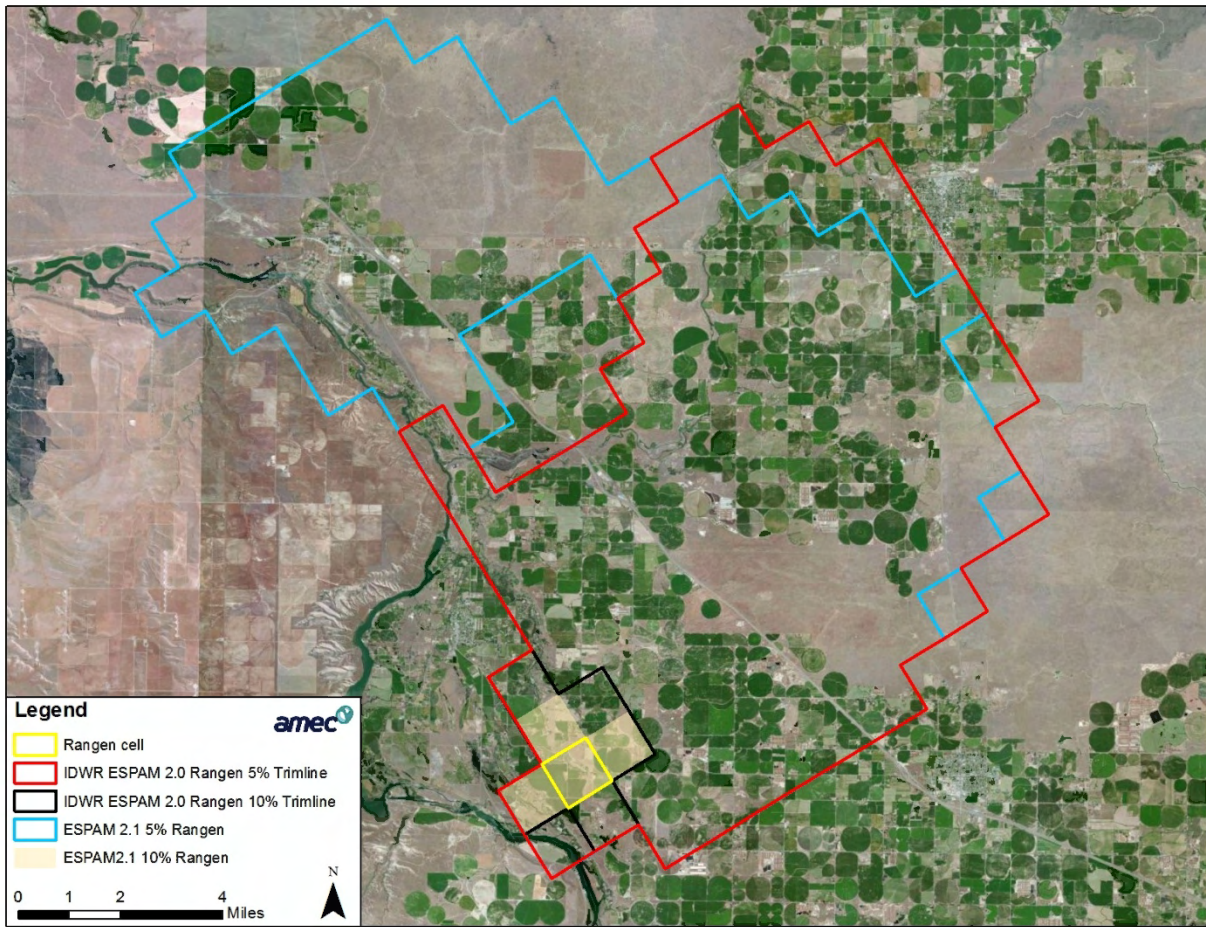 Legend
amec
Rangen cell
IDWR ESPAM 2.0 Rangen 5% Trimline
IDWR ESPAM 2.0 Rangen 10% Trimline
ESPAM 2.1 5% Rangen
ESPAM2.1 10% Rangen
N
0 1 2 4
Miles